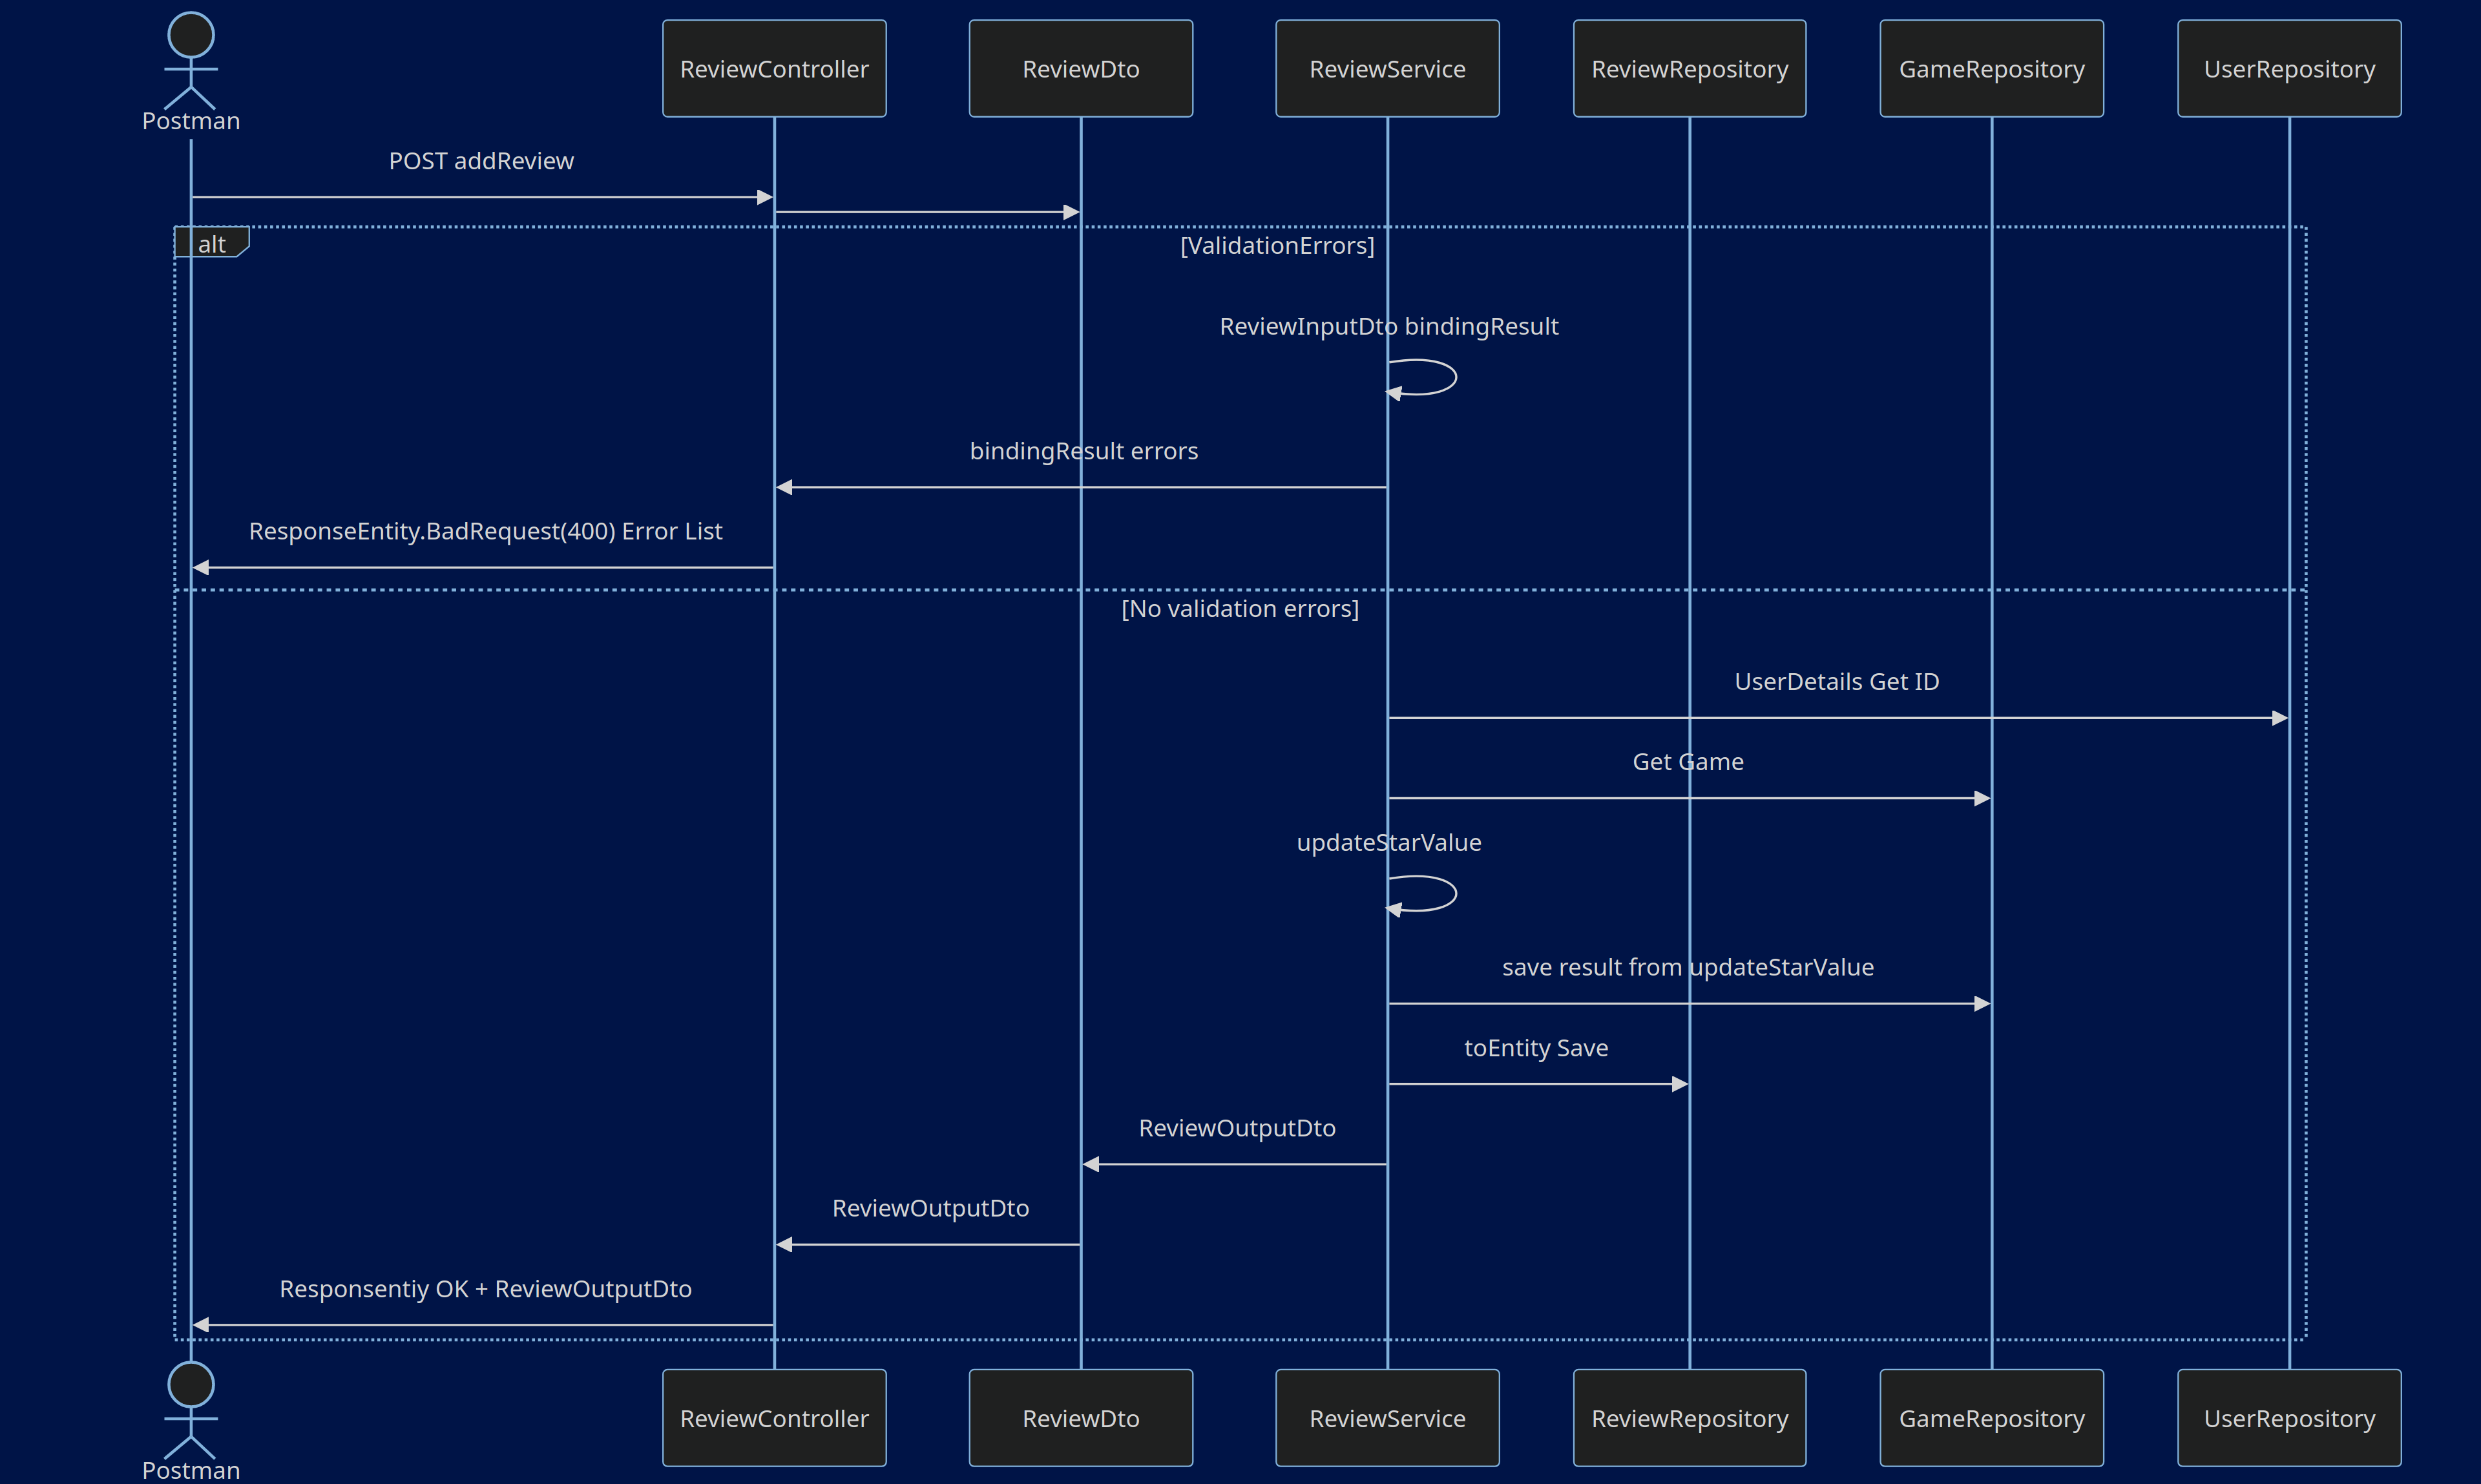 Postman
ReviewController
ReviewDto
ReviewService
ReviewRepository
GameRepository
UserRepository
POST addReview
alt
[ValidationErrors]
ReviewInputDto bindingResult
bindingResult errors
ResponseEntity.BadRequest(400) Error List
[No validation errors]
UserDetails Get ID
Get Game
updateStarValue
save result from updateStarValue
toEntity Save
ReviewOutputDto
ReviewOutputDto
Responsentiy OK + ReviewOutputDto
Postman
ReviewController
ReviewDto
ReviewService
ReviewRepository
GameRepository
UserRepository